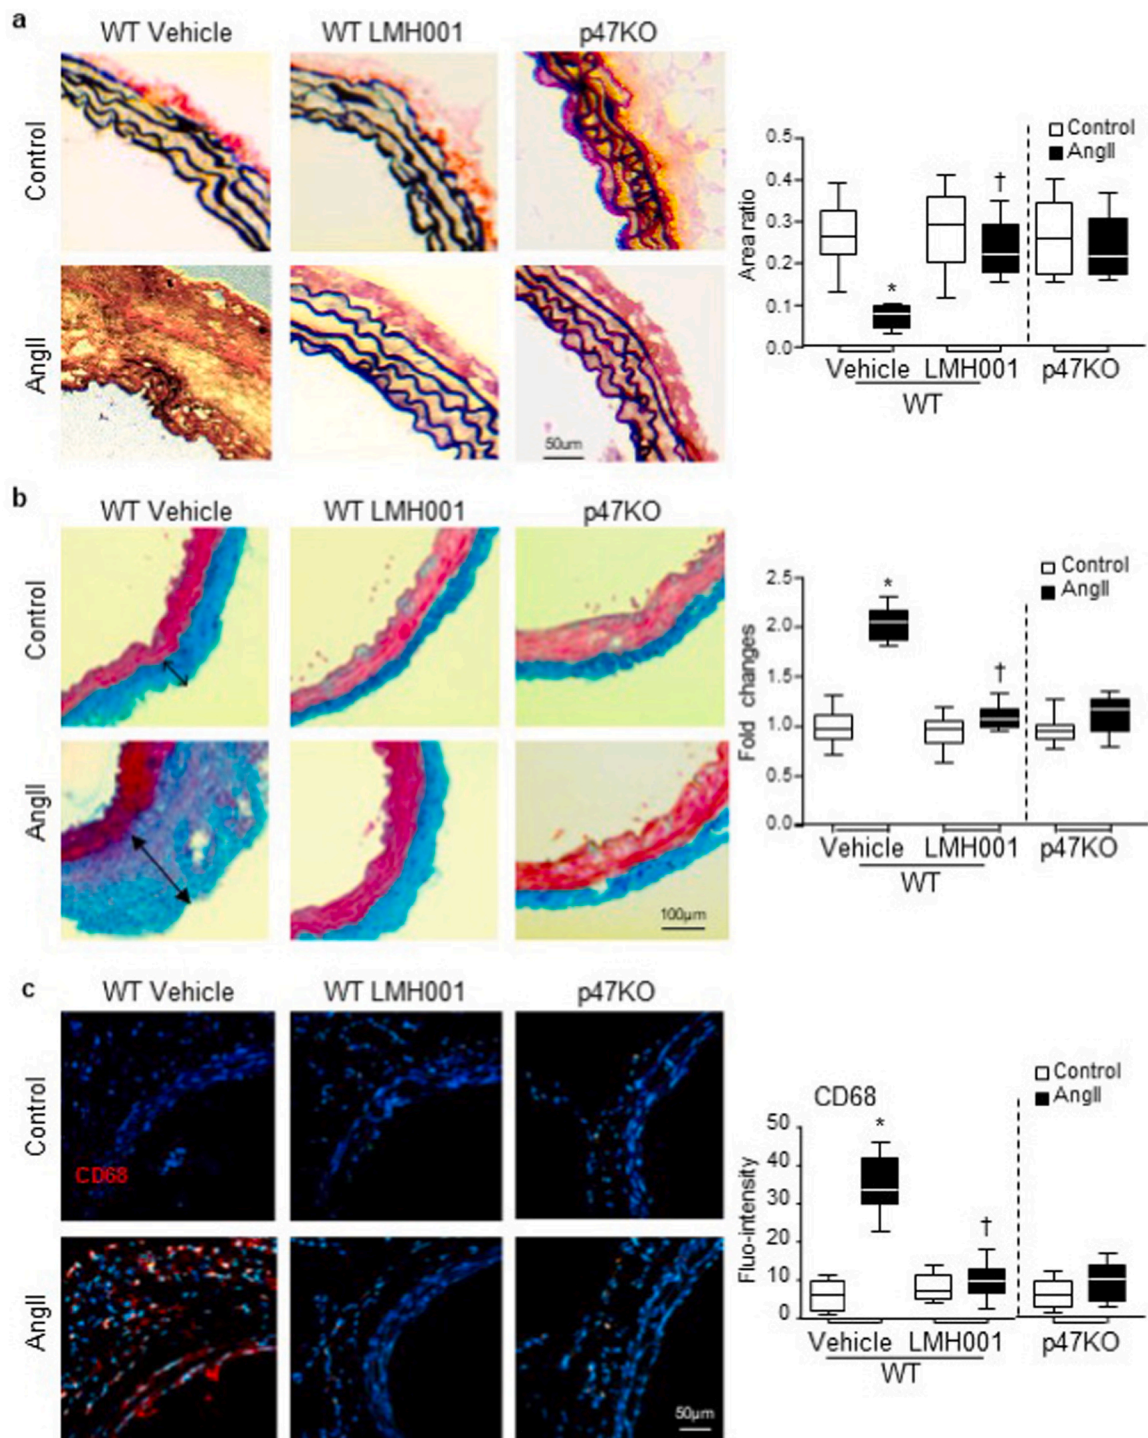 a
WT Vehicle WT LMH001 p47KO
Control
AngII
50um
Control
AngII
Area ratio
0.5
0.4
0.3
0.2
0.1
0.0
*
†
Vehicle LMH001 p47KO
WT
b
WT Vehicle WT LMH001 p47KO
Control
AngII
100µm
Control
AngII
Fold changes
2.5
2.0
1.5
1.0
0.5
0.0
*
†
Vehicle LMH001 p47KO
WT
c
WT Vehicle WT LMH001 p47KO
Control
CD68
AngII
50µm
Control
AngII
CD68
Fluo-intensity
50
40
30
20
10
0
*
†
Vehicle LMH001 p47KO
WT